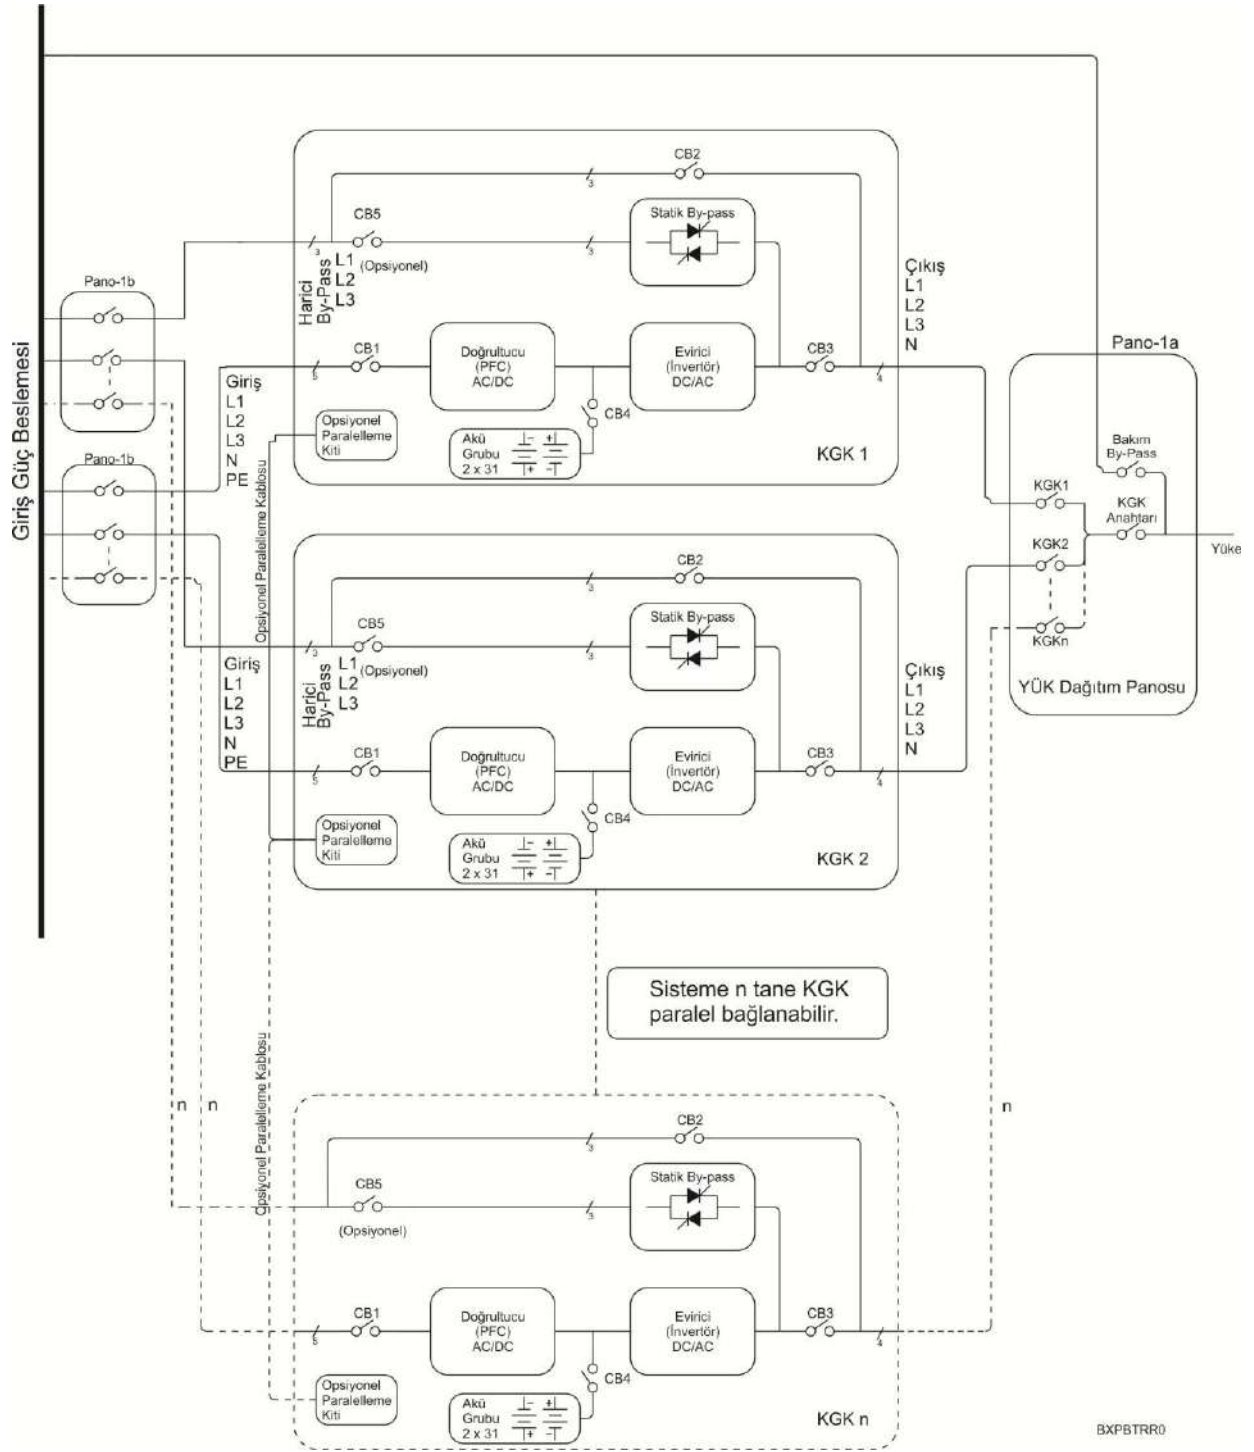 Giriş Güç Beslemesi
Pano-1b
Pano-1b
CB2
3
Statik By-pass
CB5
(Opsiyonel)
3
3
Harici
By-Pass
L1
L2
L3
Giriş
L1
L2
L3
N
PE
5
CB1
Doğrultucu
(PFC)
AC/DC
Evirici
(İnvertör)
DC/AC
CB3
4
Çıkış
L1
L2
L3
N
CB4
Opsiyonel
Paralelleme
Kiti
Akü
Grubu
2 x 31
KGK 1
Opsiyonel Paralelleme Kablosu
Pano-1a
Bakım
By-Pass
KGK1
KGK
Anahtarı
KGK2
KGKn
Yüke
YÜK Dağıtım Panosu
CB2
3
Statik By-pass
CB5
(Opsiyonel)
3
3
Harici
By-Pass
L1
L2
L3
Giriş
L1
L2
L3
N
PE
5
CB1
Doğrultucu
(PFC)
AC/DC
Evirici
(İnvertör)
DC/AC
CB3
4
Çıkış
L1
L2
L3
N
CB4
Opsiyonel
Paralelleme
Kiti
Akü
Grubu
2 x 31
KGK 2
Sisteme n tane KGK
paralel bağlanabilir.
Opsiyonel Paralelleme Kablosu
n
n
n
CB2
3
Statik By-pass
CB5
(Opsiyonel)
3
5
CB1
Doğrultucu
(PFC)
AC/DC
Evirici
(İnvertör)
DC/AC
CB3
4
CB4
Opsiyonel
Paralelleme
Kiti
Akü
Grubu
2 x 31
KGK n
BXPBTRR0